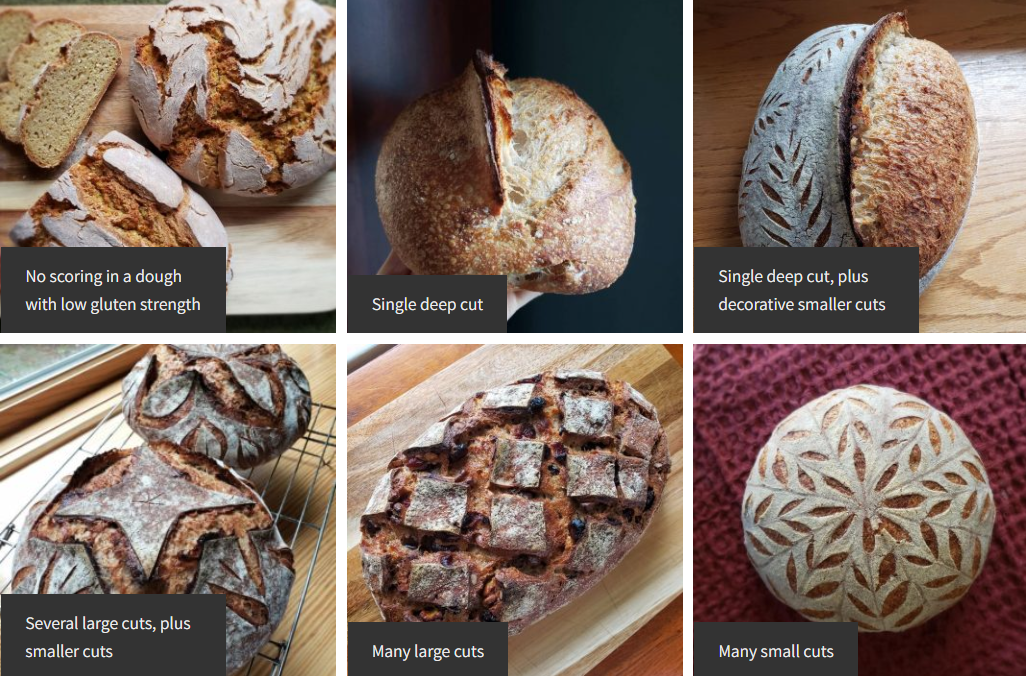 No scoring in a dough
with low gluten strength
Single deep cut
Single deep cut, plus
decorative smaller cuts
Several large cuts, plus
smaller cuts
Many large cuts
Many small cuts